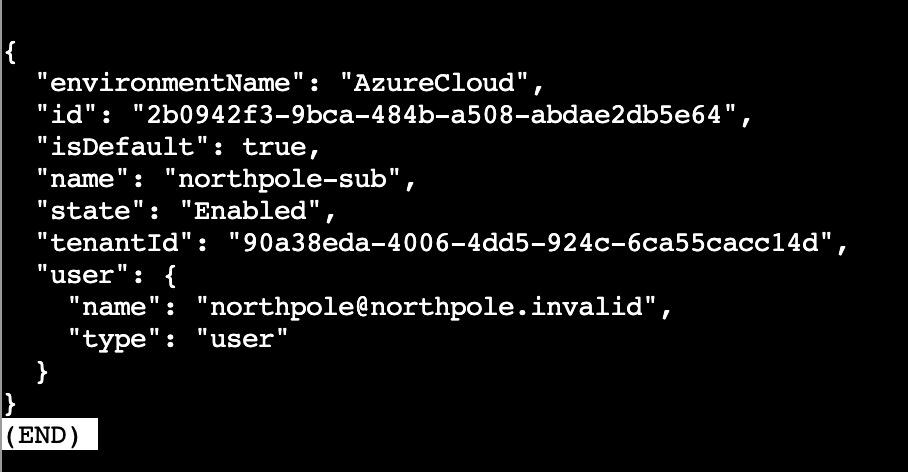 {
  "environmentName": "AzureCloud",
  "id": "2b0942f3-9bca-484b-a508-abdae2db5e64",
  "isDefault": true,
  "name": "northpole-sub",
  "state": "Enabled",
  "tenantId": "90a38eda-4006-4dd5-924c-6ca55cacc14d",
  "user": {
    "name": "northpole@northpole.invalid",
    "type": "user"
  }
}
(END)